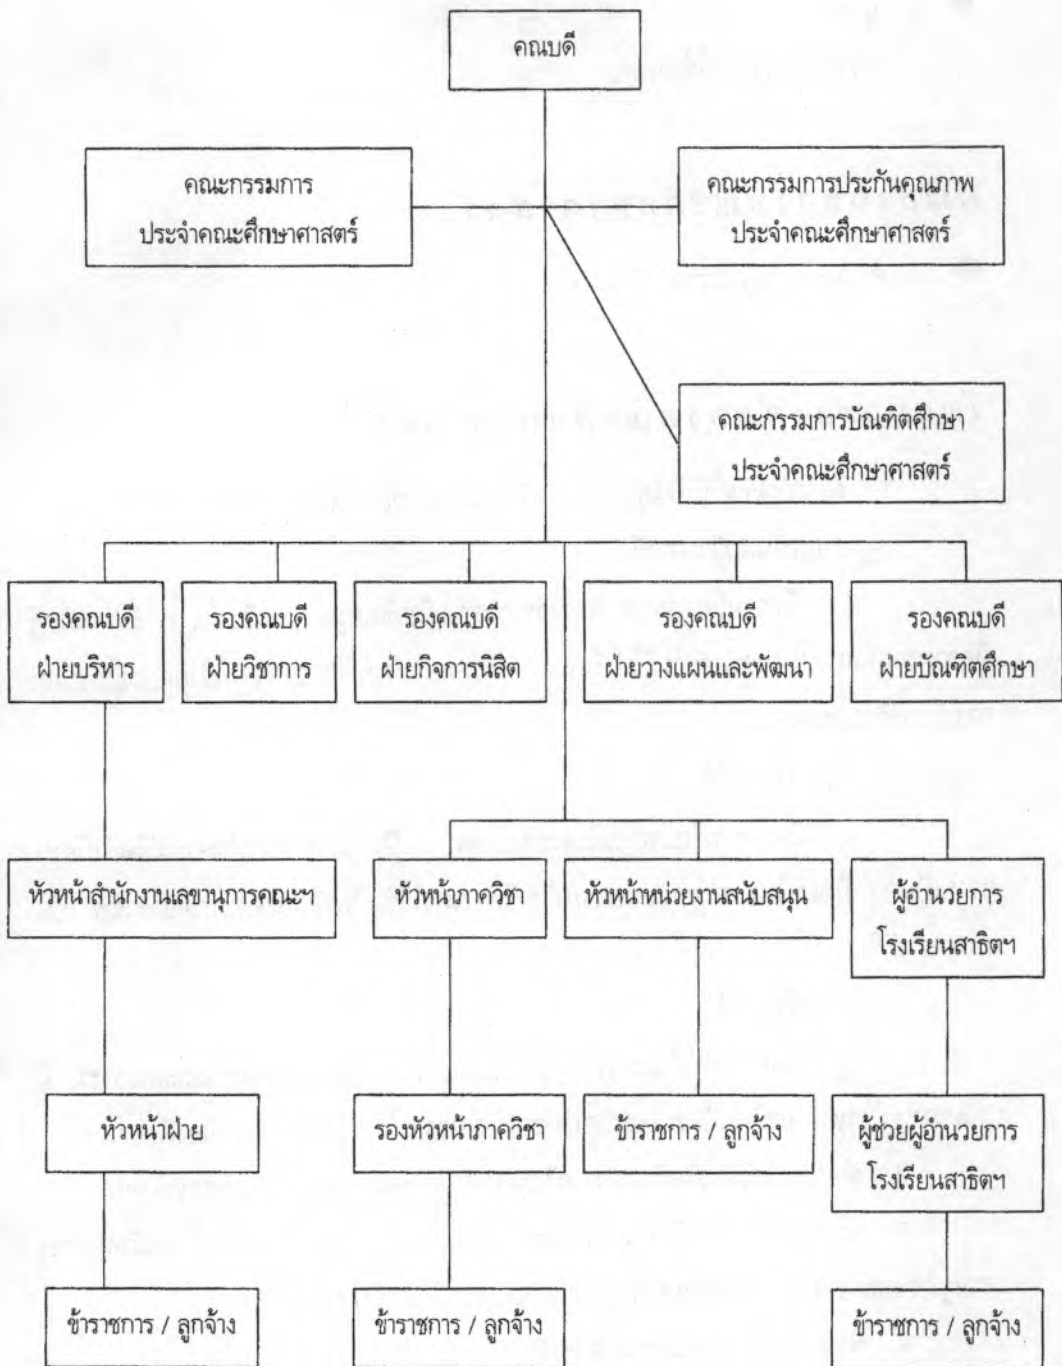 คณบดี
คณะกรรมการ
ประจำคณะศึกษาศาสตร์
คณะกรรมการประกันคุณภาพ
ประจำคณะศึกษาศาสตร์
คณะกรรมการบัณฑิตศึกษา
ประจำคณะศึกษาศาสตร์
รองคณบดี
ฝ่ายบริหาร
รองคณบดี
ฝ่ายวิชาการ
รองคณบดี
ฝ่ายกิจการนิสิต
รองคณบดี
ฝ่ายวางแผนและพัฒนา
รองคณบดี
ฝ่ายบัณฑิตศึกษา
หัวหน้าสำนักงานเลขานุการคณะฯ
หัวหน้าภาควิชา
หัวหน้าหน่วยงานสนับสนุน
ผู้อำนวยการ
โรงเรียนสาธิตฯ
หัวหน้าฝ่าย
รองหัวหน้าภาควิชา
ข้าราชการ / ลูกจ้าง
ผู้ช่วยผู้อำนวยการ
โรงเรียนสาธิตฯ
ข้าราชการ / ลูกจ้าง
ข้าราชการ / ลูกจ้าง
ข้าราชการ / ลูกจ้าง